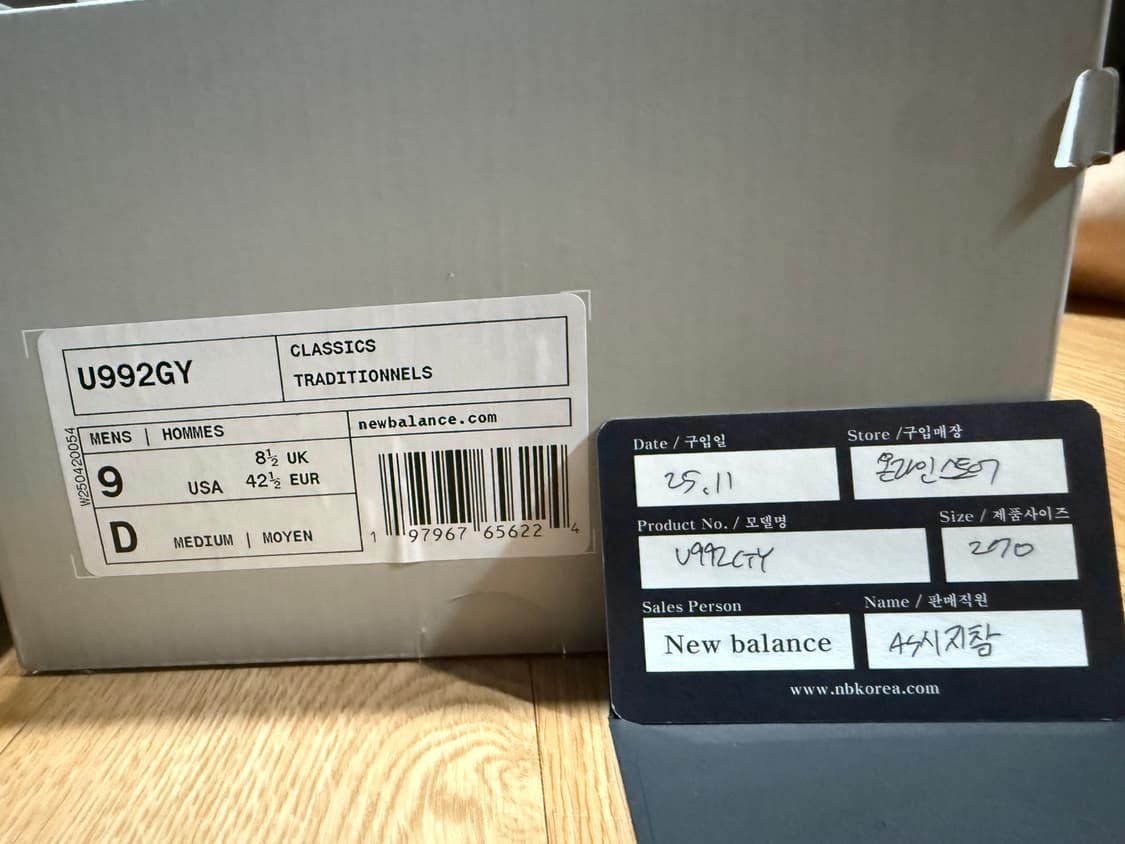 U992GY
CLASSICS
TRADITIONNELS
MENS | HOMMES
newbalance.com
9 USA
8½ UK
42½ EUR
D MEDIUM | MOYEN
W250420054
1 97967 65622 4
Date / 구입일
25.11
Store /구입매장
온라인스토어
Product No. / 모델명
U992GY
Size / 제품사이즈
270
Sales Person
New balance
Name / 판매직원
AS시지참
www.nbkorea.com